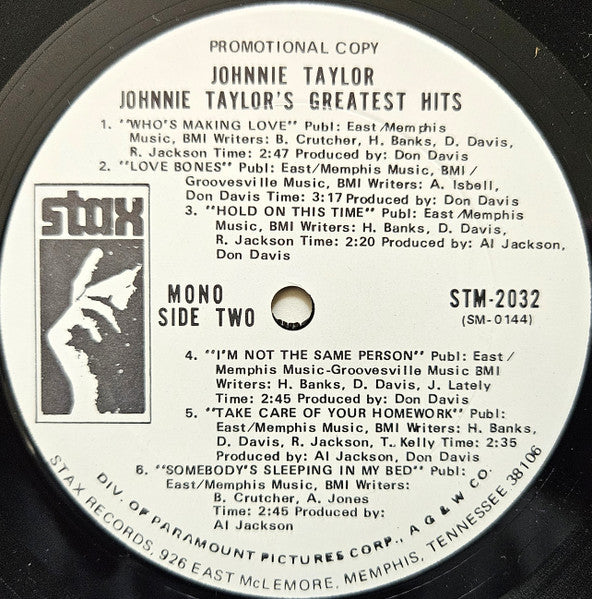 PROMOTIONAL COPY
JOHNNIE TAYLOR
JOHNNIE TAYLOR'S GREATEST HITS
1. "WHO'S MAKING LOVE" Publ: East/Memphis
Music, BMI Writers: B. Crutcher, H. Banks, D. Davis,
R. Jackson Time: 2:47 Produced by: Don Davis
2. "LOVE BONES" Publ: East/Memphis Music, BMI/
Groovesville Music, BMI Writers: A. Isbell,
Don Davis Time: 3:17 Produced by: Don Davis
3. "HOLD ON THIS TIME" Publ: East/Memphis
Music, BMI Writers: H. Banks, D. Davis,
R. Jackson Time: 2:20 Produced by: Al Jackson,
Don Davis
stax
MONO
SIDE TWO
STM-2032
(SM-0144)
4. "I'M NOT THE SAME PERSON" Publ: East/
Memphis Music-Groovesville Music BMI
Writers: H. Banks, D. Davis, J. Lately
Time: 2:45 Produced by: Don Davis
5. "TAKE CARE OF YOUR HOMEWORK" Publ:
East/Memphis Music, BMI Writers: H. Banks,
D. Davis, R. Jackson, T. Kelly Time: 2:35
Produced by: Al Jackson, Don Davis
6. "SOMEBODY'S SLEEPING IN MY BED" Publ:
East/Memphis Music, BMI Writers:
B. Crutcher, A. Jones
Time: 2:45 Produced by:
Al Jackson
DIV. OF PARAMOUNT PICTURES CORP., A G & W CO.
STAX RECORDS, 926 EAST McLEMORE, MEMPHIS, TENNESSEE 38106